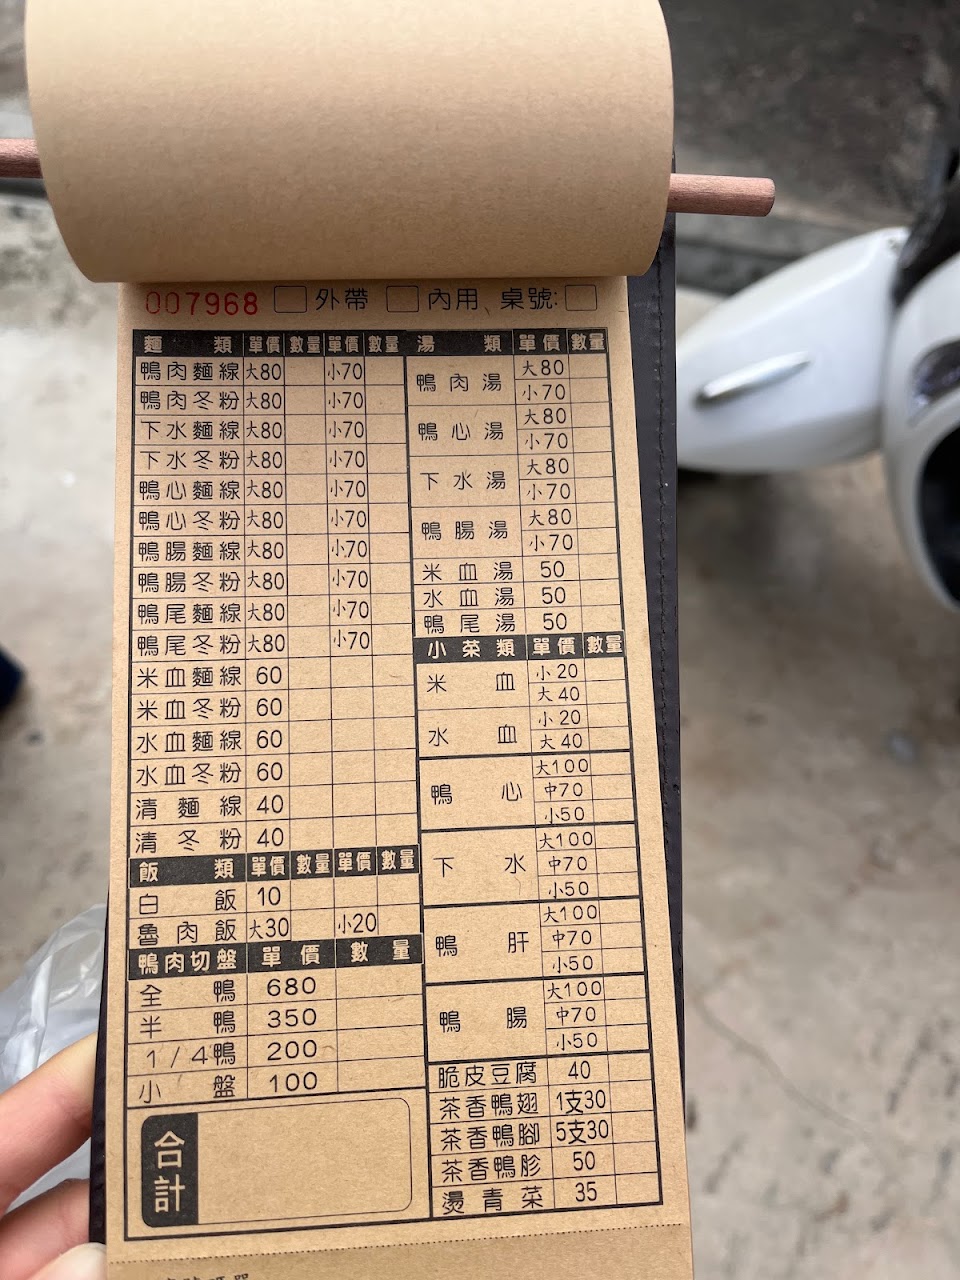 007968 外帶 內用、桌號:
麵類 單價 數量 單價 數量
鴨肉麵線 大80 小70
鴨肉冬粉 大80 小70
下水麵線 大80 小70
下水冬粉 大80 小70
鴨心麵線 大80 小70
鴨心冬粉 大80 小70
鴨腸麵線 大80 小70
鴨腸冬粉 大80 小70
鴨尾麵線 大80 小70
鴨尾冬粉 大80 小70
米血麵線 60
米血冬粉 60
水血麵線 60
水血冬粉 60
清麵線 40
清冬粉 40
飯類 單價 數量 單價 數量
白飯 10
魯肉飯 大30 小20
鴨肉切盤 單價 數量
全鴨 680
半鴨 350
1/4鴨 200
小盤 100
合計
湯類 單價 數量
鴨肉湯 大80
小70
鴨心湯 大80
小70
下水湯 大80
小70
鴨腸湯 大80
小70
米血湯 50
水血湯 50
鴨尾湯 50
小菜類 單價 數量
米血 小20
大40
水血 小20
大40
鴨心 大100
中70
小50
下水 大100
中70
小50
鴨肝 大100
中70
小50
鴨腸 大100
中70
小50
脆皮豆腐 40
茶香鴨翅 1支30
茶香鴨腳 5支30
茶香鴨胗 50
燙青菜 35